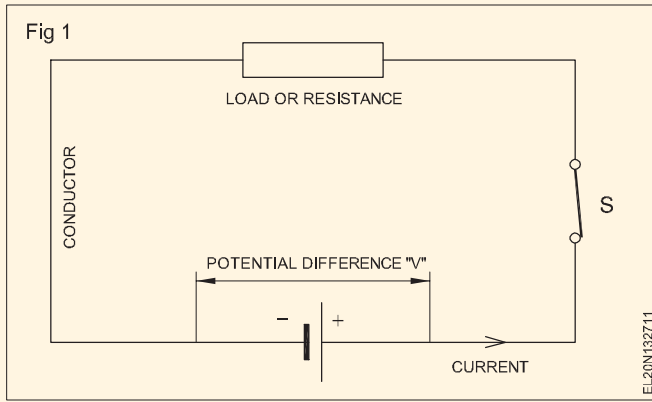 Fig 1
LOAD OR RESISTANCE
CONDUCTOR
S
POTENTIAL DIFFERENCE "V"
− +
CURRENT
EL20N132711